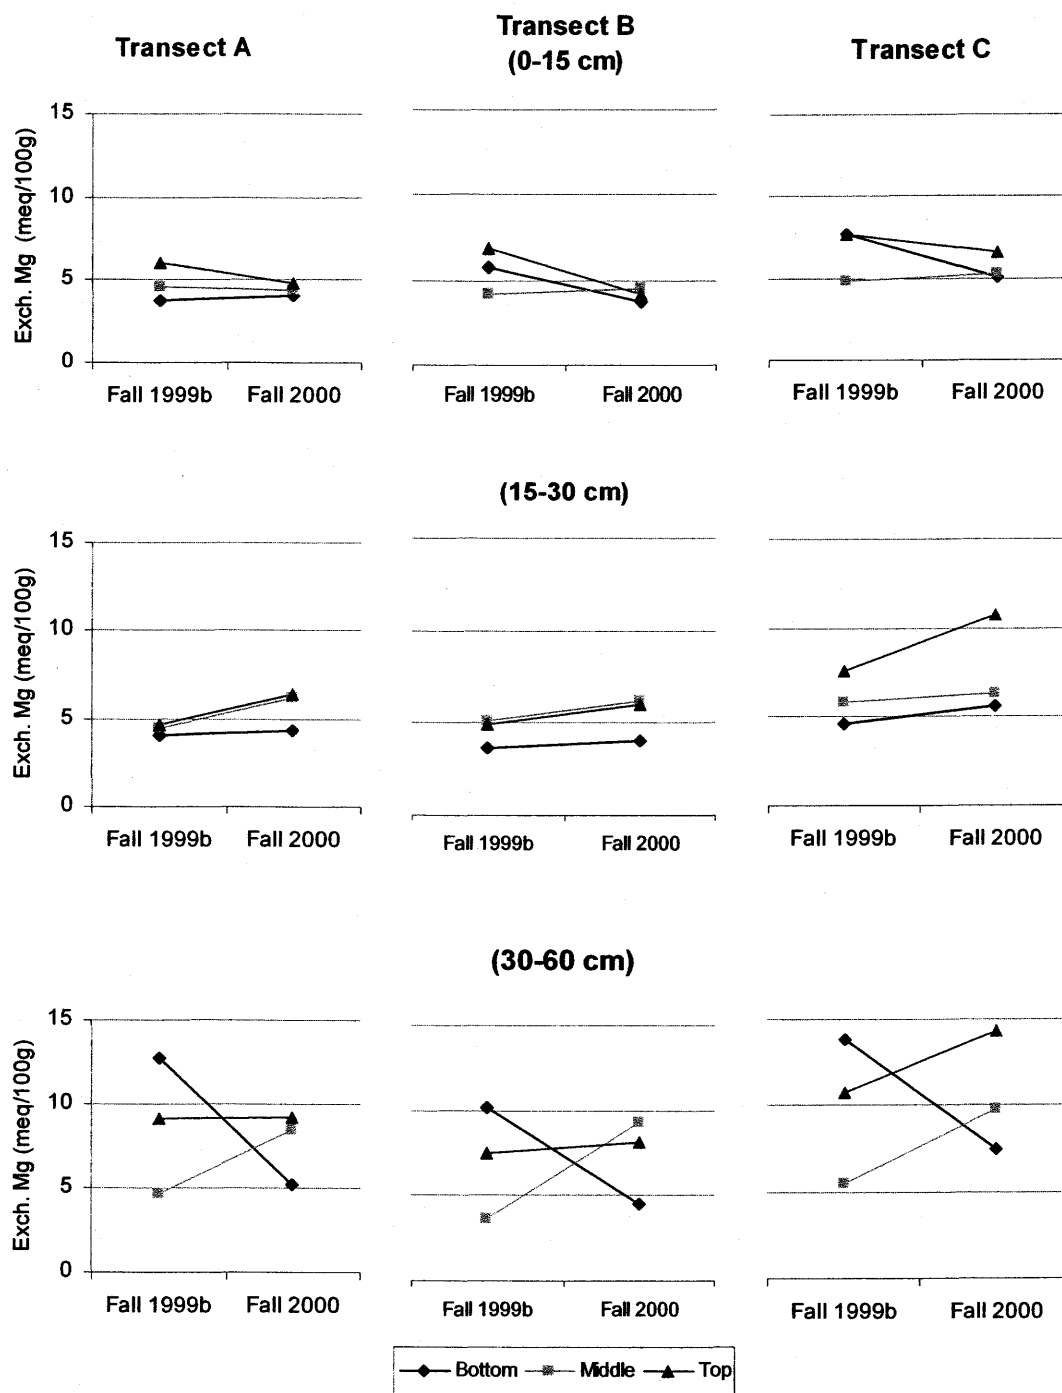 Transect A
Transect B
(0-15 cm)
Transect C
Exch. Mg (meq/100g)
15
10
5
0
Fall 1999b Fall 2000
Fall 1999b Fall 2000
Fall 1999b Fall 2000
(15-30 cm)
Exch. Mg (meq/100g)
15
10
5
0
Fall 1999b Fall 2000
Fall 1999b Fall 2000
Fall 1999b Fall 2000
(30-60 cm)
Exch. Mg (meq/100g)
15
10
5
0
Fall 1999b Fall 2000
Fall 1999b Fall 2000
Fall 1999b Fall 2000
Bottom Middle Top